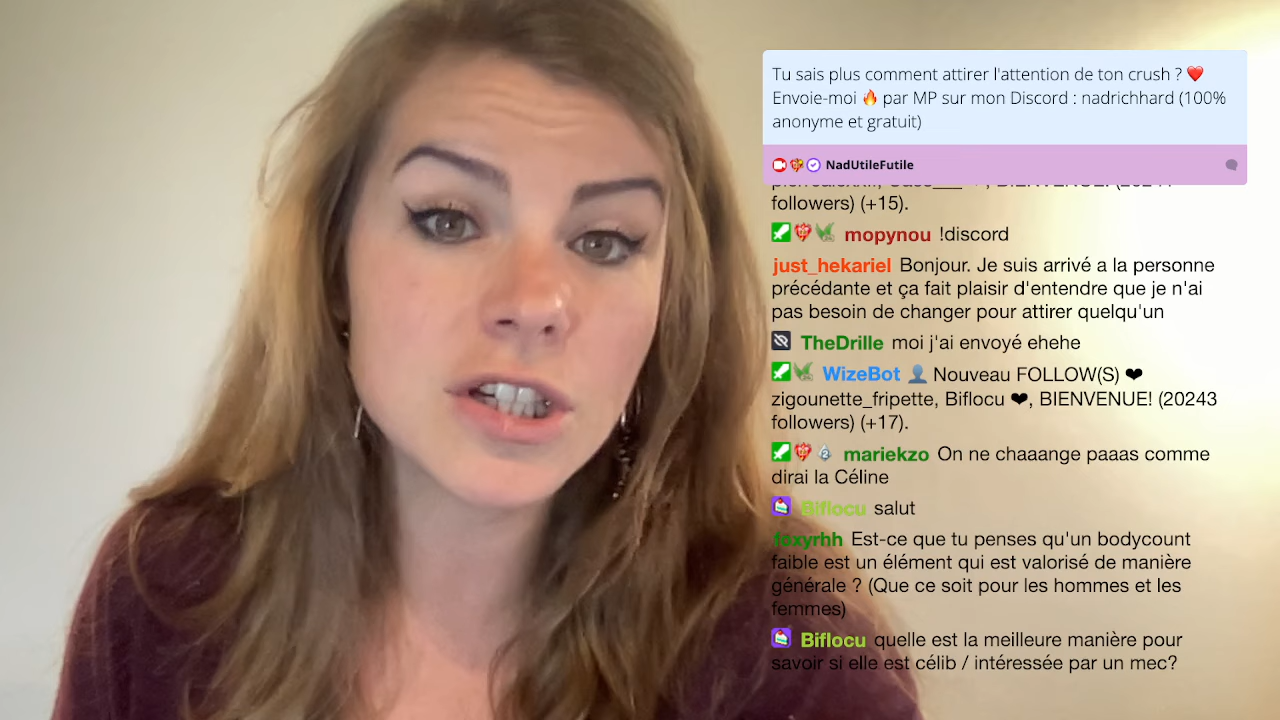 Tu sais plus comment attirer l'attention de ton crush ? ❤️
Envoie-moi 🔥 par MP sur mon Discord : nadrichhard (100%
anonyme et gratuit)
NadUtileFutile
followers) (+15).
mopynou !discord
just_hekariel Bonjour. Je suis arrivé a la personne
précédante et ça fait plaisir d'entendre que je n'ai
pas besoin de changer pour attirer quelqu'un
TheDrille moi j'ai envoyé ehehe
WizeBot 👤 Nouveau FOLLOW(S) ❤
zigounette_fripette, Biflocu ❤, BIENVENUE! (20243
followers) (+17).
mariekzo On ne chaaange paaas comme
dirai la Céline
Biflocu salut
foxyrhh Est-ce que tu penses qu'un bodycount
faible est un élément qui est valorisé de manière
générale ? (Que ce soit pour les hommes et les
femmes)
Biflocu quelle est la meilleure manière pour
savoir si elle est célib / intéressée par un mec?